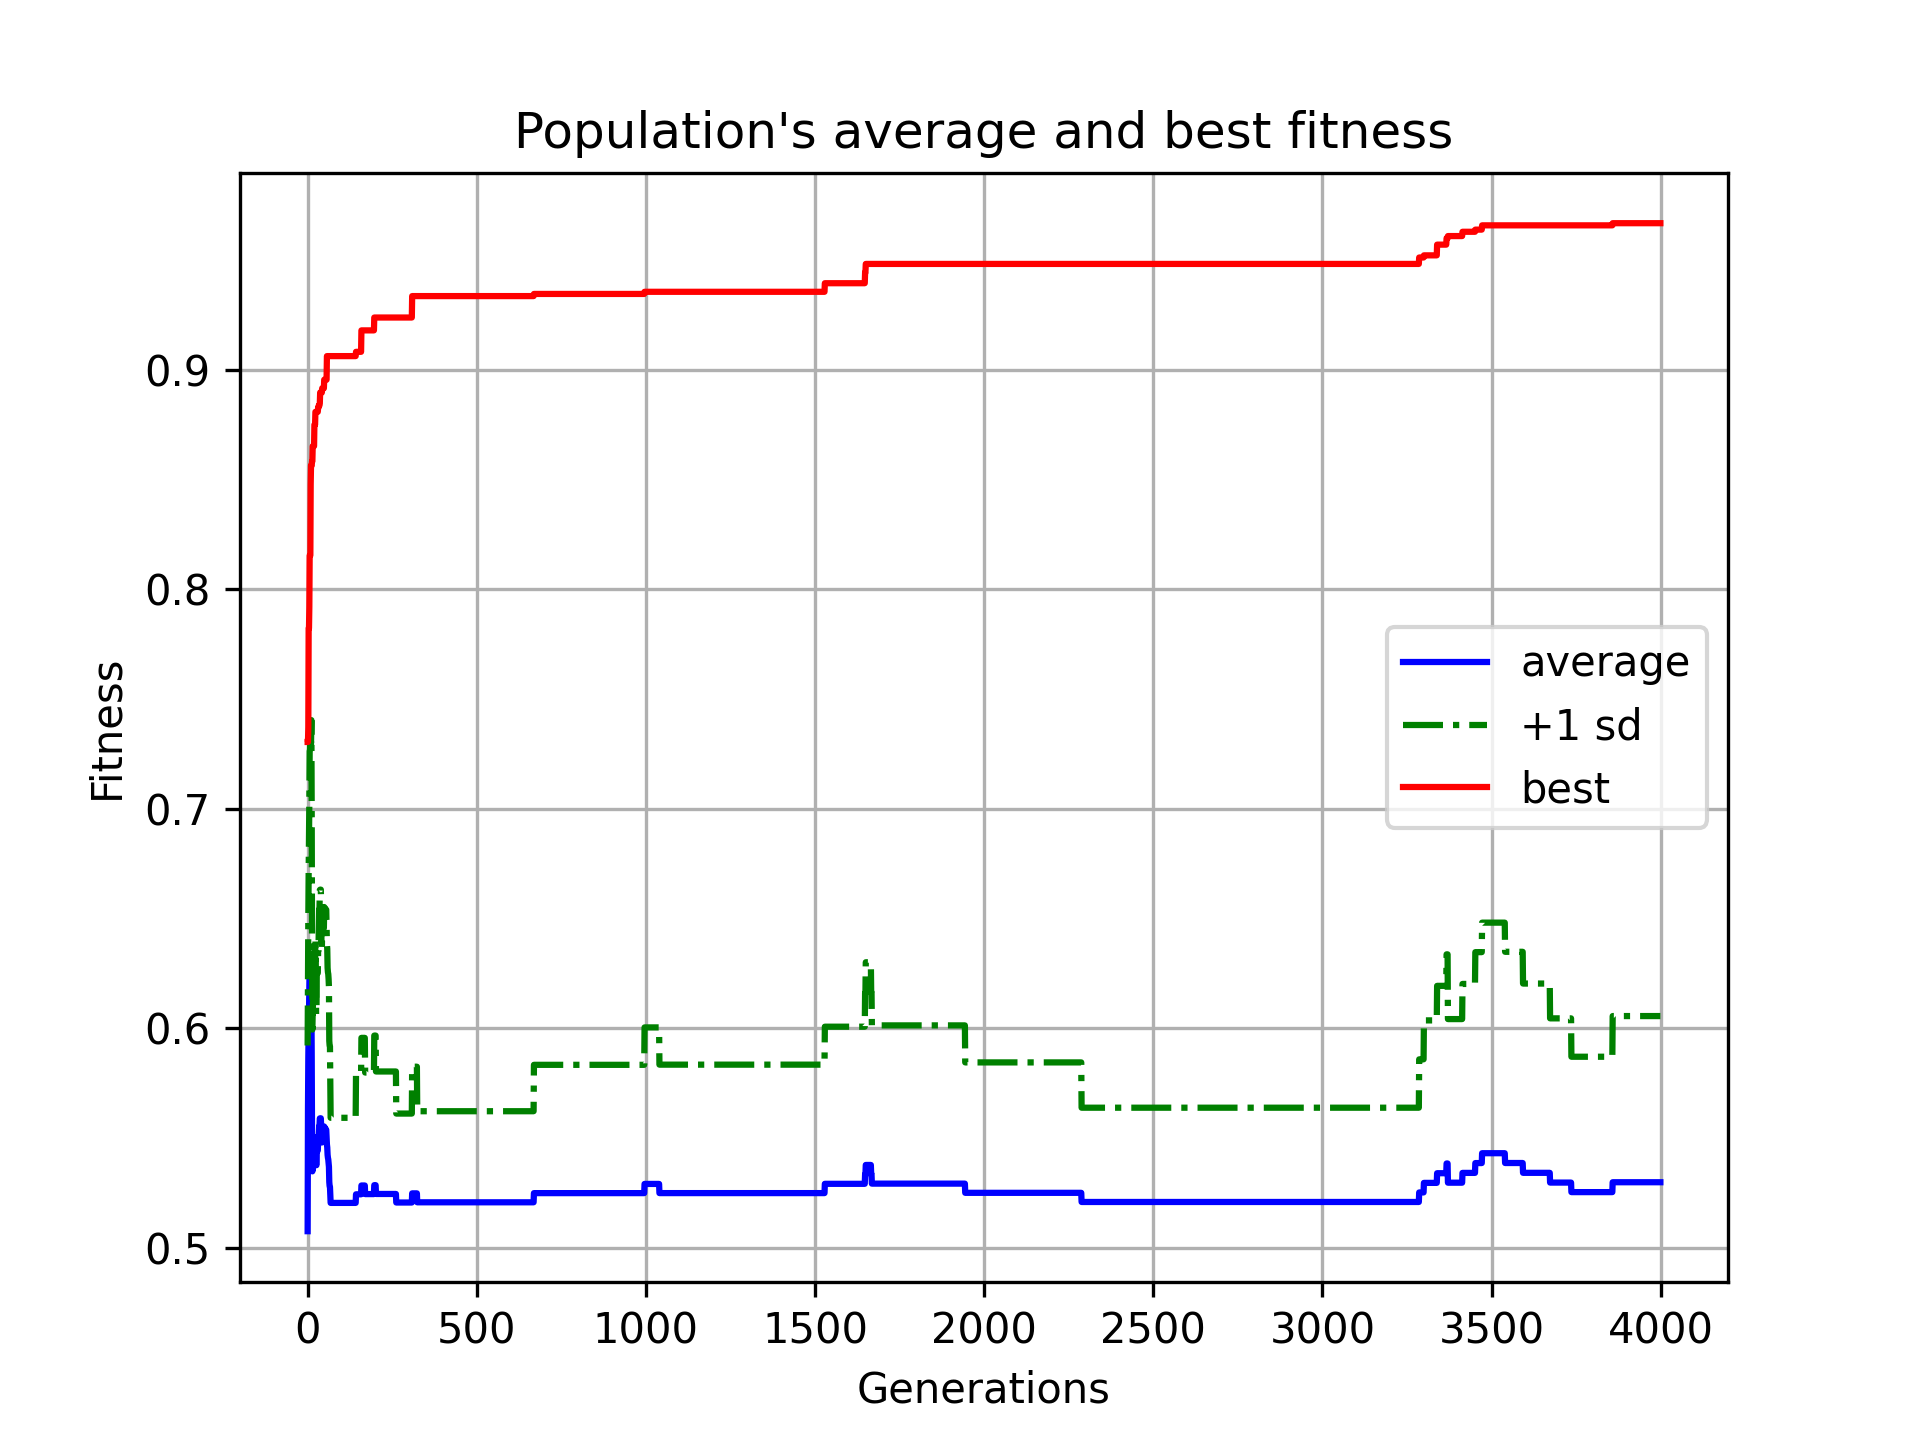 Population's average and best fitness
Fitness
0.9
0.8
0.7
0.6
0.5
average
+1 sd
best
0 500 1000 1500 2000 2500 3000 3500 4000
Generations